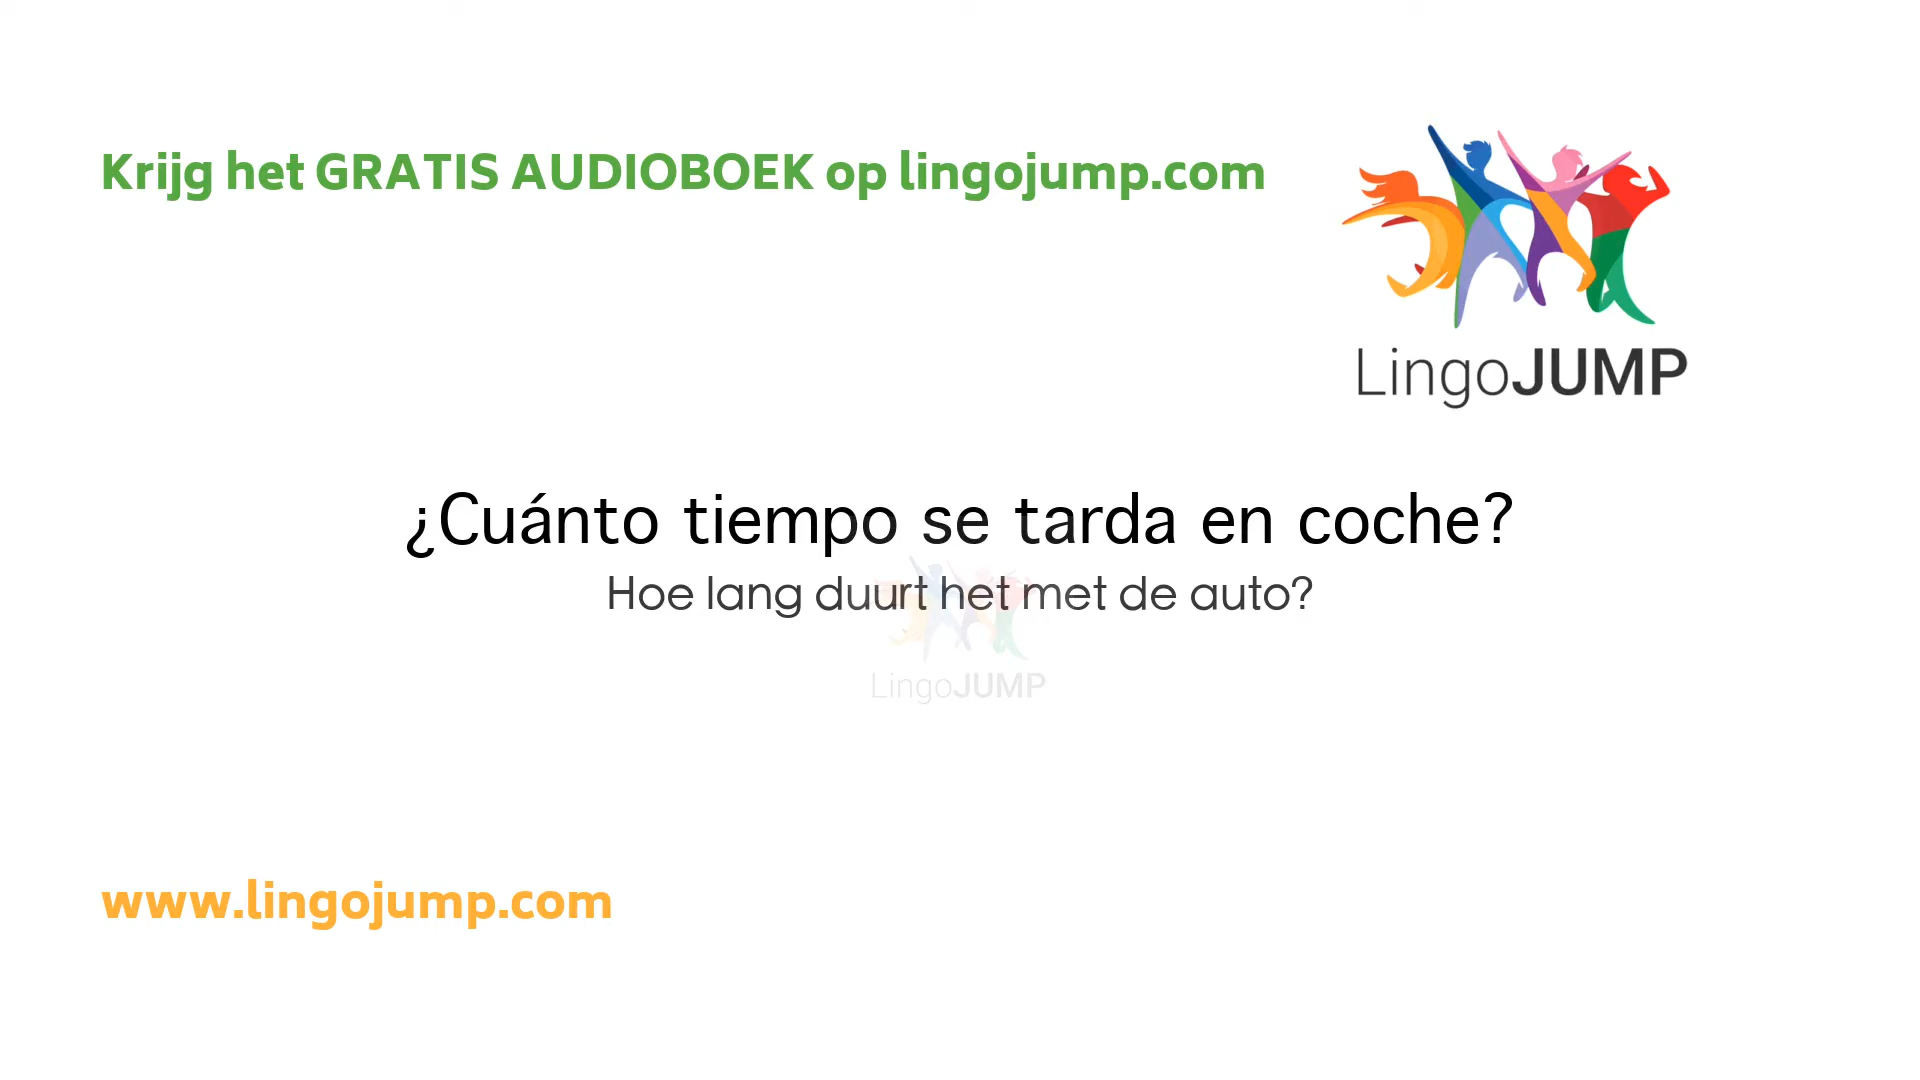 Krijg het GRATIS AUDIOBOEK op lingojump.com
LingoJUMP
¿Cuánto tiempo se tarda en coche?
Hoe lang duurt het met de auto?
LingoJUMP
www.lingojump.com